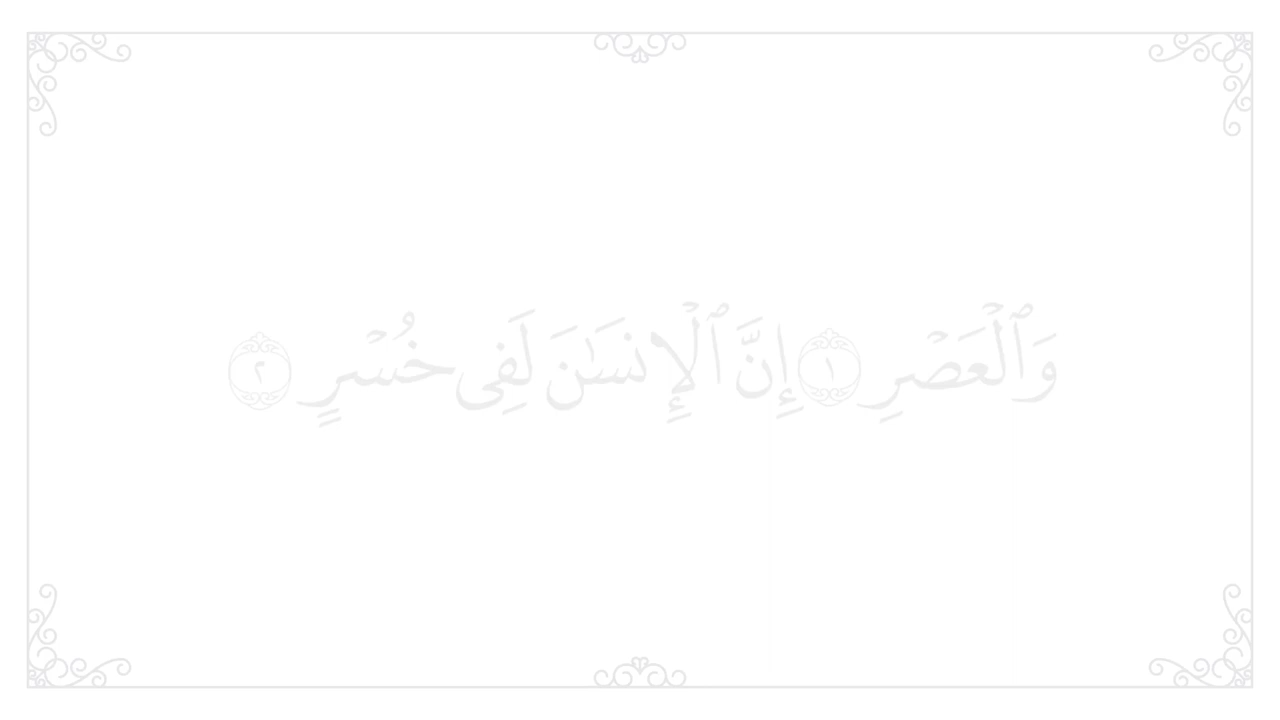 وَٱلْعَصْرِ ١ إِنَّ ٱلْإِنسَـٰنَ لَفِى خُسْرٍ ٢